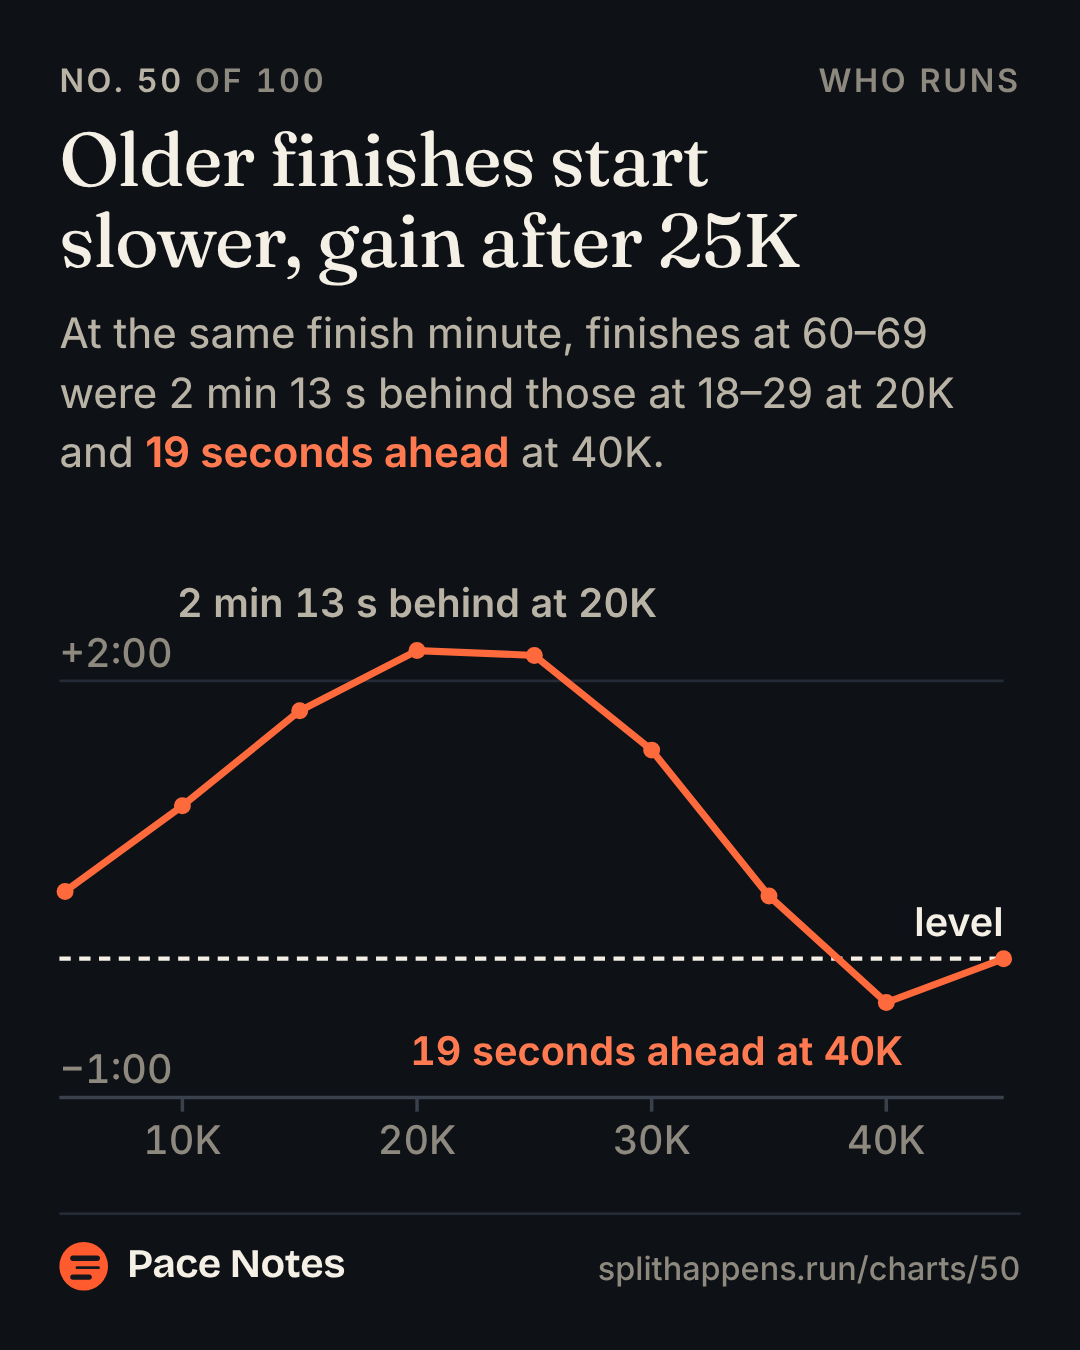 NO. 50 OF 100
WHO RUNS
Older finishes start
slower, gain after 25K
At the same finish minute, finishes at 60–69
were 2 min 13 s behind those at 18–29 at 20K
and 19 seconds ahead at 40K.
2 min 13 s behind at 20K
+2:00
level
19 seconds ahead at 40K
−1:00
10K 20K 30K 40K
Pace Notes
splithappens.run/charts/50